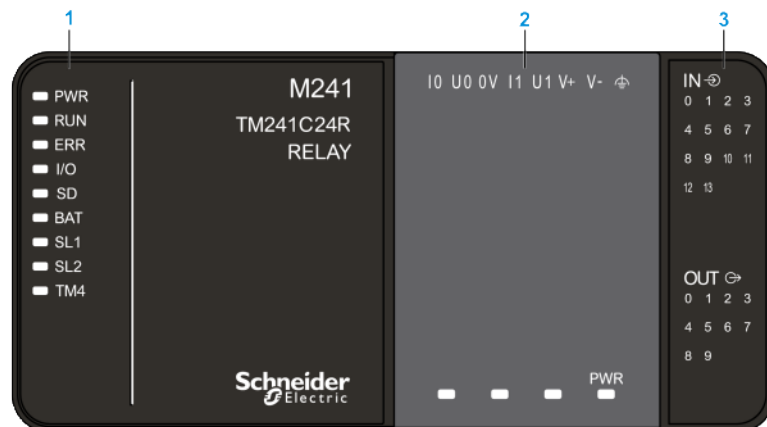 1 2 3
PWR
RUN
ERR
I/O
SD
BAT
SL1
SL2
TM4
M241
TM241C24R
RELAY
Schneider
Electric
I0 U0 0V I1 U1 V+ V-
PWR
IN
0 1 2 3
4 5 6 7
8 9 10 11
12 13
OUT
0 1 2 3
4 5 6 7
8 9